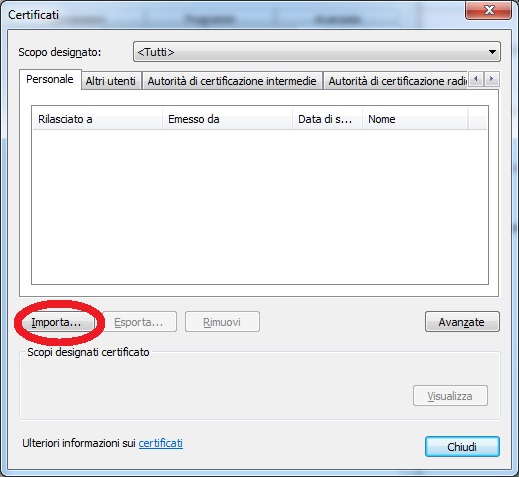 Certificati
Scopo designato: <Tutti>
Personale Altri utenti Autorità di certificazione intermedie Autorità di certificazione radi
Rilasciato a Emesso da Data di s... Nome
Importa... Esporta... Rimuovi Avanzate
Scopi designati certificato
Visualizza
Ulteriori informazioni sui certificati
Chiudi